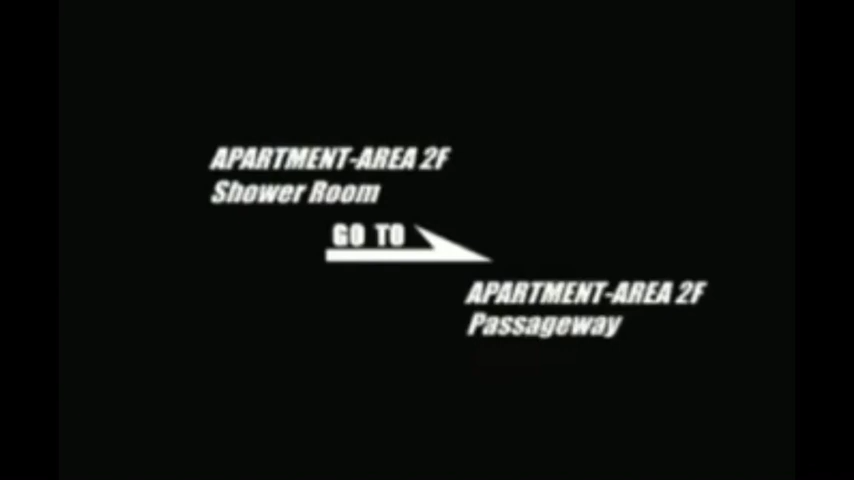 APARTMENT-AREA 2F
Shower Room
GO TO
APARTMENT-AREA 2F
Passageway